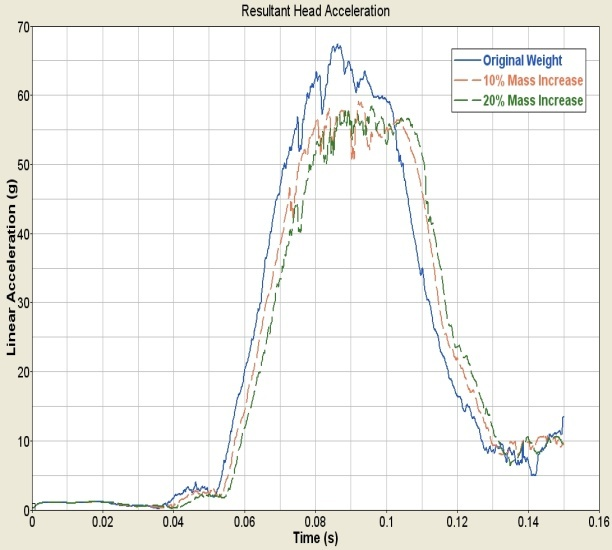 Resultant Head Acceleration
70
60
50
40
30
20
10
0
Linear Acceleration (g)
Original Weight
10% Mass Increase
20% Mass Increase
0
0.02
0.04
0.06
0.08
0.1
0.12
0.14
0.16
Time (s)